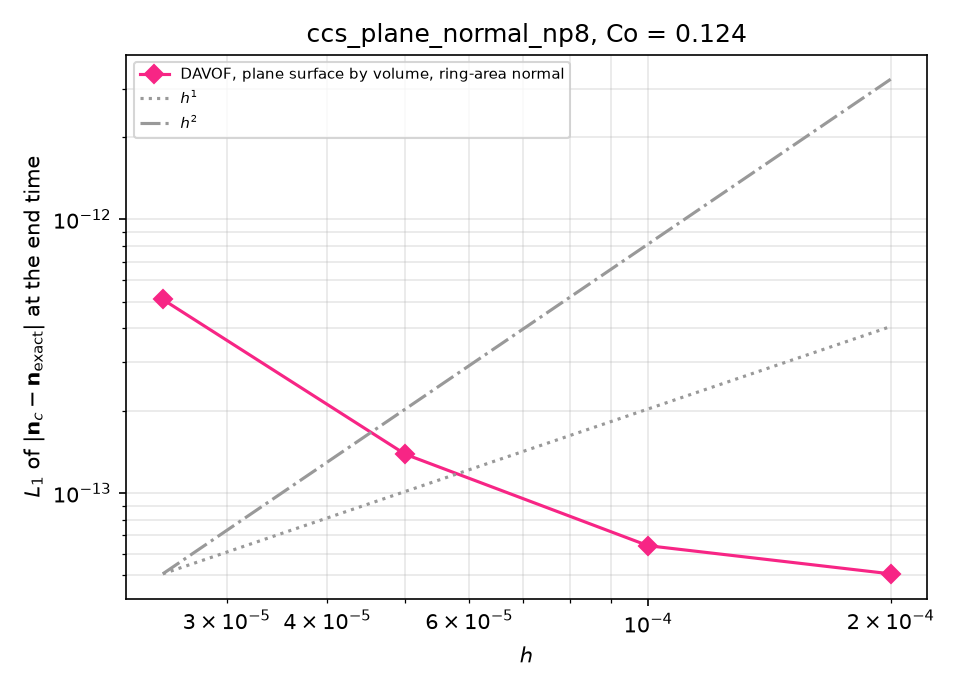 ccs_plane_normal_np8, Co = 0.124
DAVOF, plane surface by volume, ring-area normal
h¹
h²
L₁ of |n_c − n_exact| at the end time
10⁻¹²
10⁻¹³
3 × 10⁻⁵ 4 × 10⁻⁵ 6 × 10⁻⁵ 10⁻⁴ 2 × 10⁻⁴
h